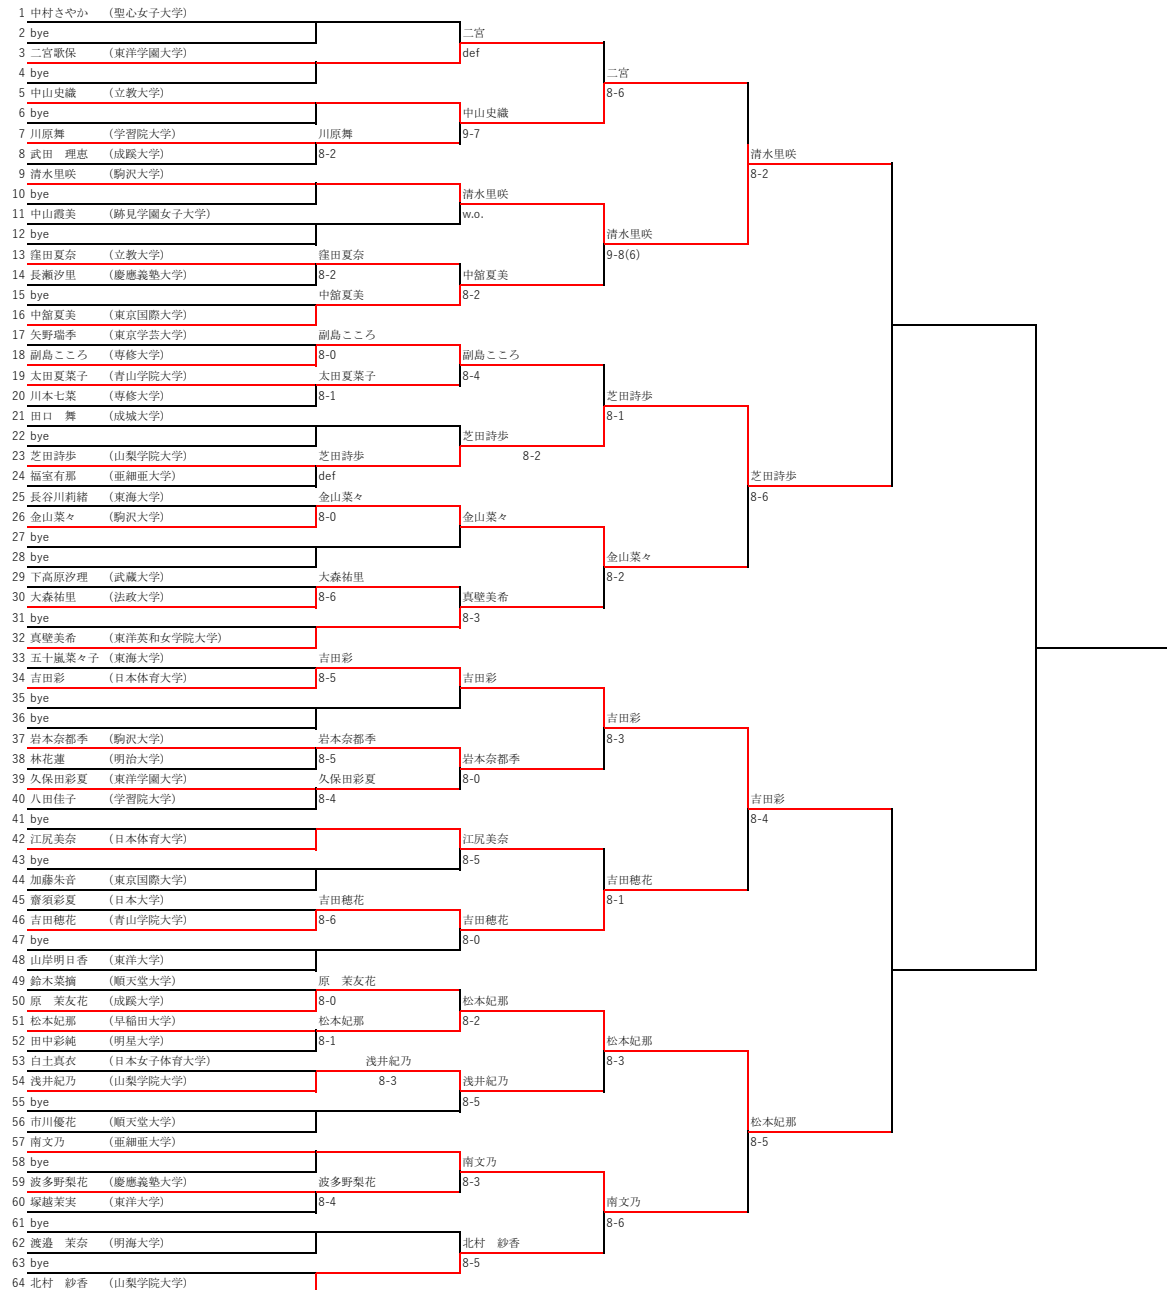 1 中村さやか （聖心女子大学）
2 bye
二宮
3 二宮歌保 （東洋学園大学）
def
4 bye
二宮
5 中山史織 （立教大学）
8-6
6 bye
中山史織
7 川原舞 （学習院大学）
川原舞
9-7
8 武田　理恵 （成蹊大学）
8-2
清水里咲
9 清水里咲 （駒沢大学）
8-2
10 bye
清水里咲
11 中山霞美 （跡見学園女子大学）
w.o.
12 bye
清水里咲
13 窪田夏奈 （立教大学）
窪田夏奈
9-8(6)
14 長瀬汐里 （慶應義塾大学）
8-2
中舘夏美
15 bye
中舘夏美
8-2
16 中舘夏美 （東京国際大学）
17 矢野瑞季 （東京学芸大学）
副島こころ
18 副島こころ （専修大学）
8-0
副島こころ
19 太田夏菜子 （青山学院大学）
太田夏菜子
8-4
20 川本七菜 （専修大学）
8-1
芝田詩歩
21 田口　舞 （成城大学）
8-1
22 bye
芝田詩歩
23 芝田詩歩 （山梨学院大学）
芝田詩歩
8-2
24 福室有那 （亜細亜大学）
def
芝田詩歩
25 長谷川莉緒 （東海大学）
金山菜々
8-6
26 金山菜々 （駒沢大学）
8-0
金山菜々
27 bye
28 bye
金山菜々
29 下高原汐理 （武蔵大学）
大森祐里
8-2
30 大森祐里 （法政大学）
8-6
真壁美希
31 bye
8-3
32 真壁美希 （東洋英和女学院大学）
33 五十嵐菜々子 （東海大学）
吉田彩
34 吉田彩 （日本体育大学）
8-5
吉田彩
35 bye
36 bye
吉田彩
37 岩本奈都季 （駒沢大学）
岩本奈都季
8-3
38 林花蓮 （明治大学）
8-5
岩本奈都季
39 久保田彩夏 （東洋学園大学）
久保田彩夏
8-0
40 八田佳子 （学習院大学）
8-4
吉田彩
41 bye
8-4
42 江尻美奈 （日本体育大学）
江尻美奈
43 bye
8-5
44 加藤朱音 （東京国際大学）
吉田穂花
45 齋須彩夏 （日本大学）
吉田穂花
8-1
46 吉田穂花 （青山学院大学）
8-6
吉田穂花
47 bye
8-0
48 山岸明日香 （東洋大学）
49 鈴木菜摘 （順天堂大学）
原　茉友花
50 原　茉友花 （成蹊大学）
8-0
松本妃那
51 松本妃那 （早稲田大学）
松本妃那
8-2
52 田中彩純 （明星大学）
8-1
松本妃那
53 白土真衣 （日本女子体育大学）
浅井紀乃
8-3
54 浅井紀乃 （山梨学院大学）
8-3
浅井紀乃
55 bye
8-5
56 市川優花 （順天堂大学）
松本妃那
57 南文乃 （亜細亜大学）
8-5
58 bye
南文乃
59 波多野梨花 （慶應義塾大学）
波多野梨花
8-3
60 塚越茉実 （東洋大学）
8-4
南文乃
61 bye
8-6
62 渡邉　茉奈 （明海大学）
北村　紗香
63 bye
8-5
64 北村　紗香 （山梨学院大学）